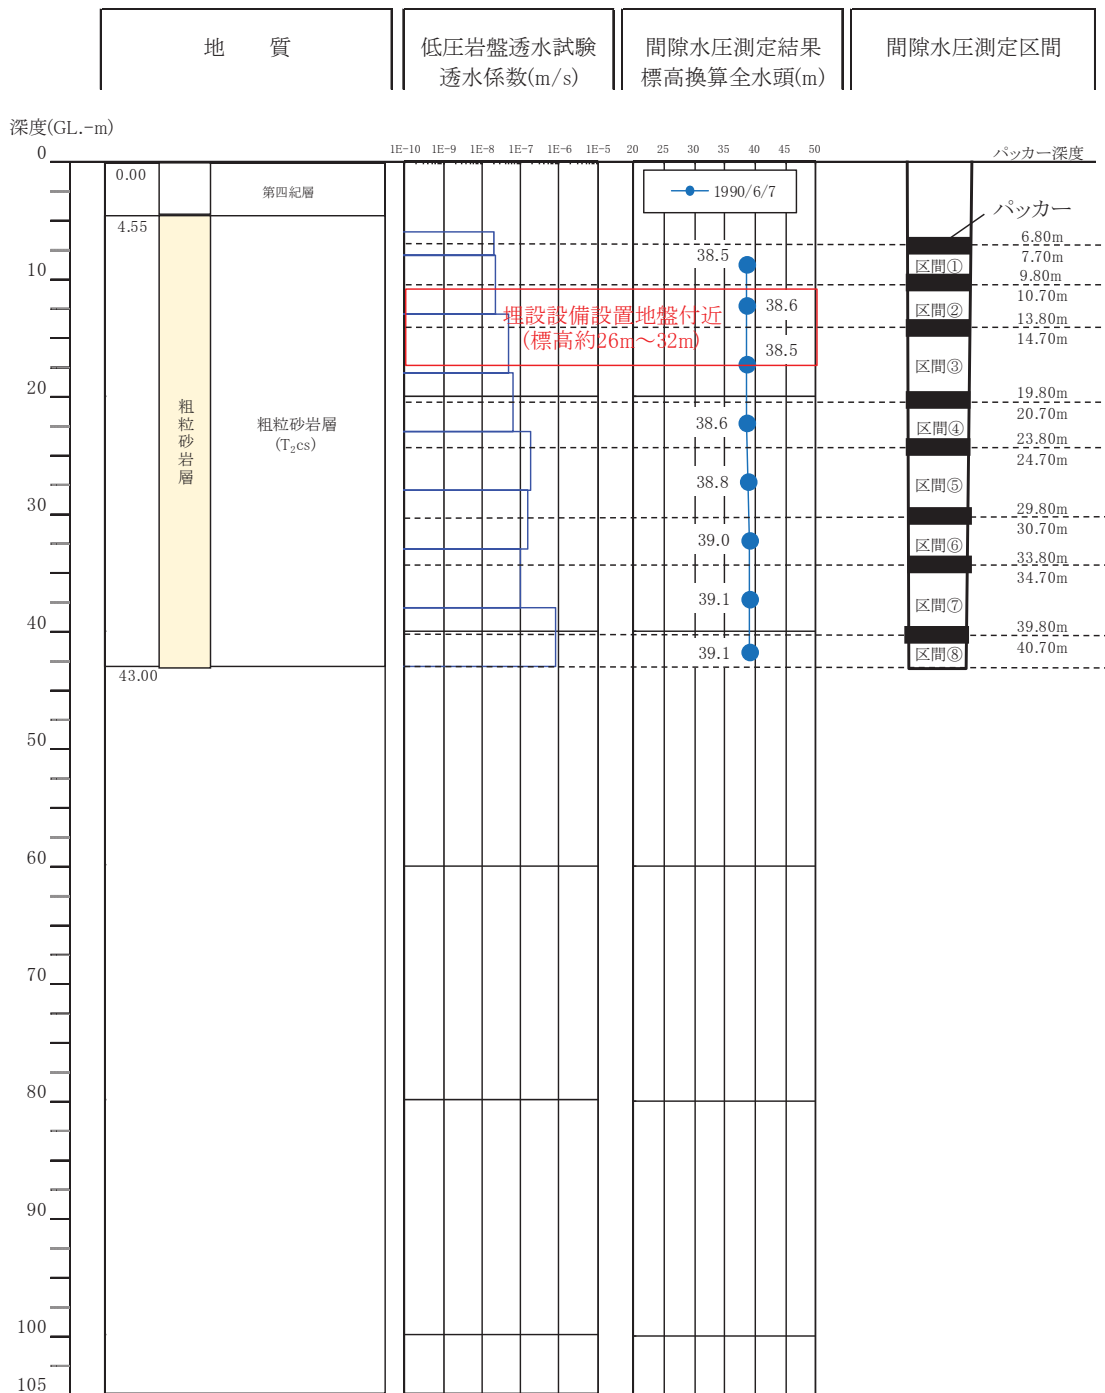 地　質
低圧岩盤透水試験
透水係数(m/s)
間隙水圧測定結果
標高換算全水頭(m)
間隙水圧測定区間
深度(GL.-m)
0
1E-10 1E-9 1E-8 1E-7 1E-6 1E-5
20 25 30 35 40 45 50
パッカー深度
0.00
第四紀層
1990/6/7
パッカー
4.55
6.80m
38.5
7.70m
区間①
10
9.80m
10.70m
38.6
区間②
埋設設備設置地盤付近
(標高約26m～32m)
13.80m
14.70m
38.5
区間③
20
19.80m
20.70m
粗粒砂岩層
粗粒砂岩層
(T₂cs)
38.6
区間④
23.80m
24.70m
38.8
区間⑤
30
29.80m
30.70m
39.0
区間⑥
33.80m
34.70m
39.1
区間⑦
40
39.80m
40.70m
39.1
区間⑧
43.00
50
60
70
80
90
100
105